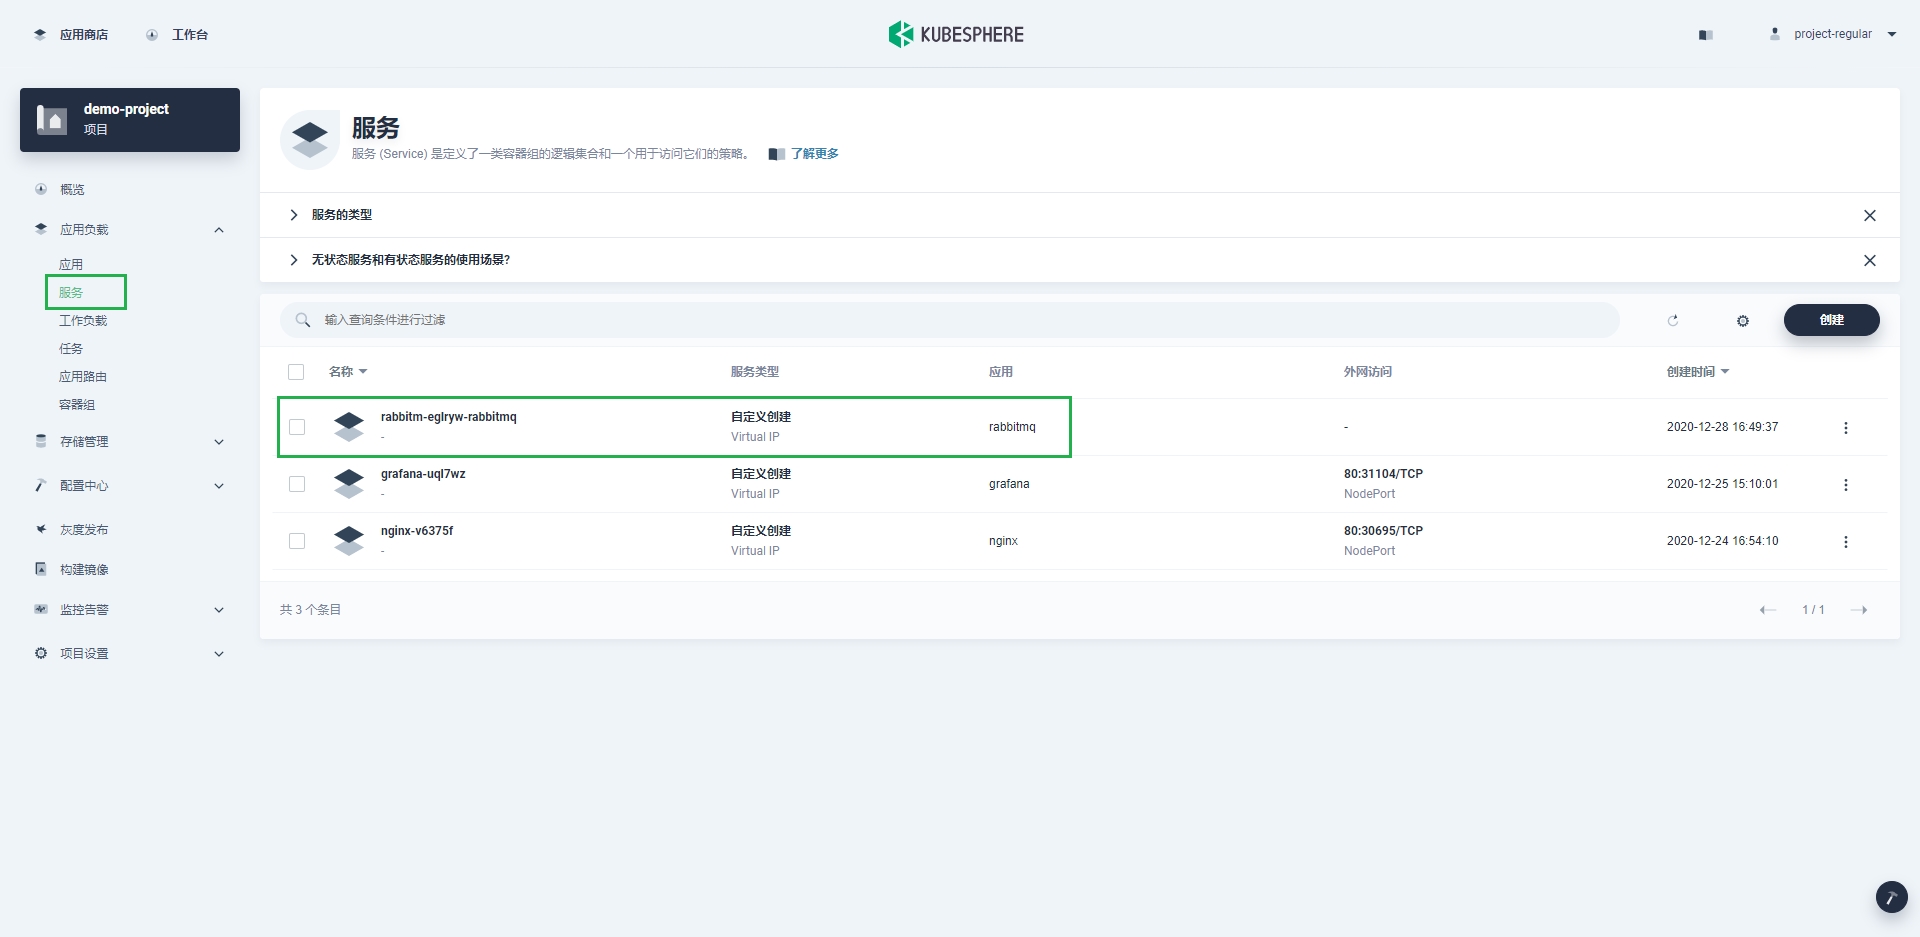 应用商店
工作台
KUBESPHERE
project-regular
demo-project
项目
概览
应用负载
应用
服务
工作负载
任务
应用路由
容器组
存储管理
配置中心
灰度发布
构建镜像
监控告警
项目设置
服务
服务 (Service) 是定义了一类容器组的逻辑集合和一个用于访问它们的策略。 了解更多
服务的类型
无状态服务和有状态服务的使用场景?
输入查询条件进行过滤
创建
名称 服务类型 应用 外网访问 创建时间
rabbitm-eglryw-rabbitmq 自定义创建 rabbitmq - 2020-12-28 16:49:37
- Virtual IP
grafana-uql7wz 自定义创建 grafana 80:31104/TCP 2020-12-25 15:10:01
- Virtual IP NodePort
nginx-v6375f 自定义创建 nginx 80:30695/TCP 2020-12-24 16:54:10
- Virtual IP NodePort
共 3 个条目
1 / 1